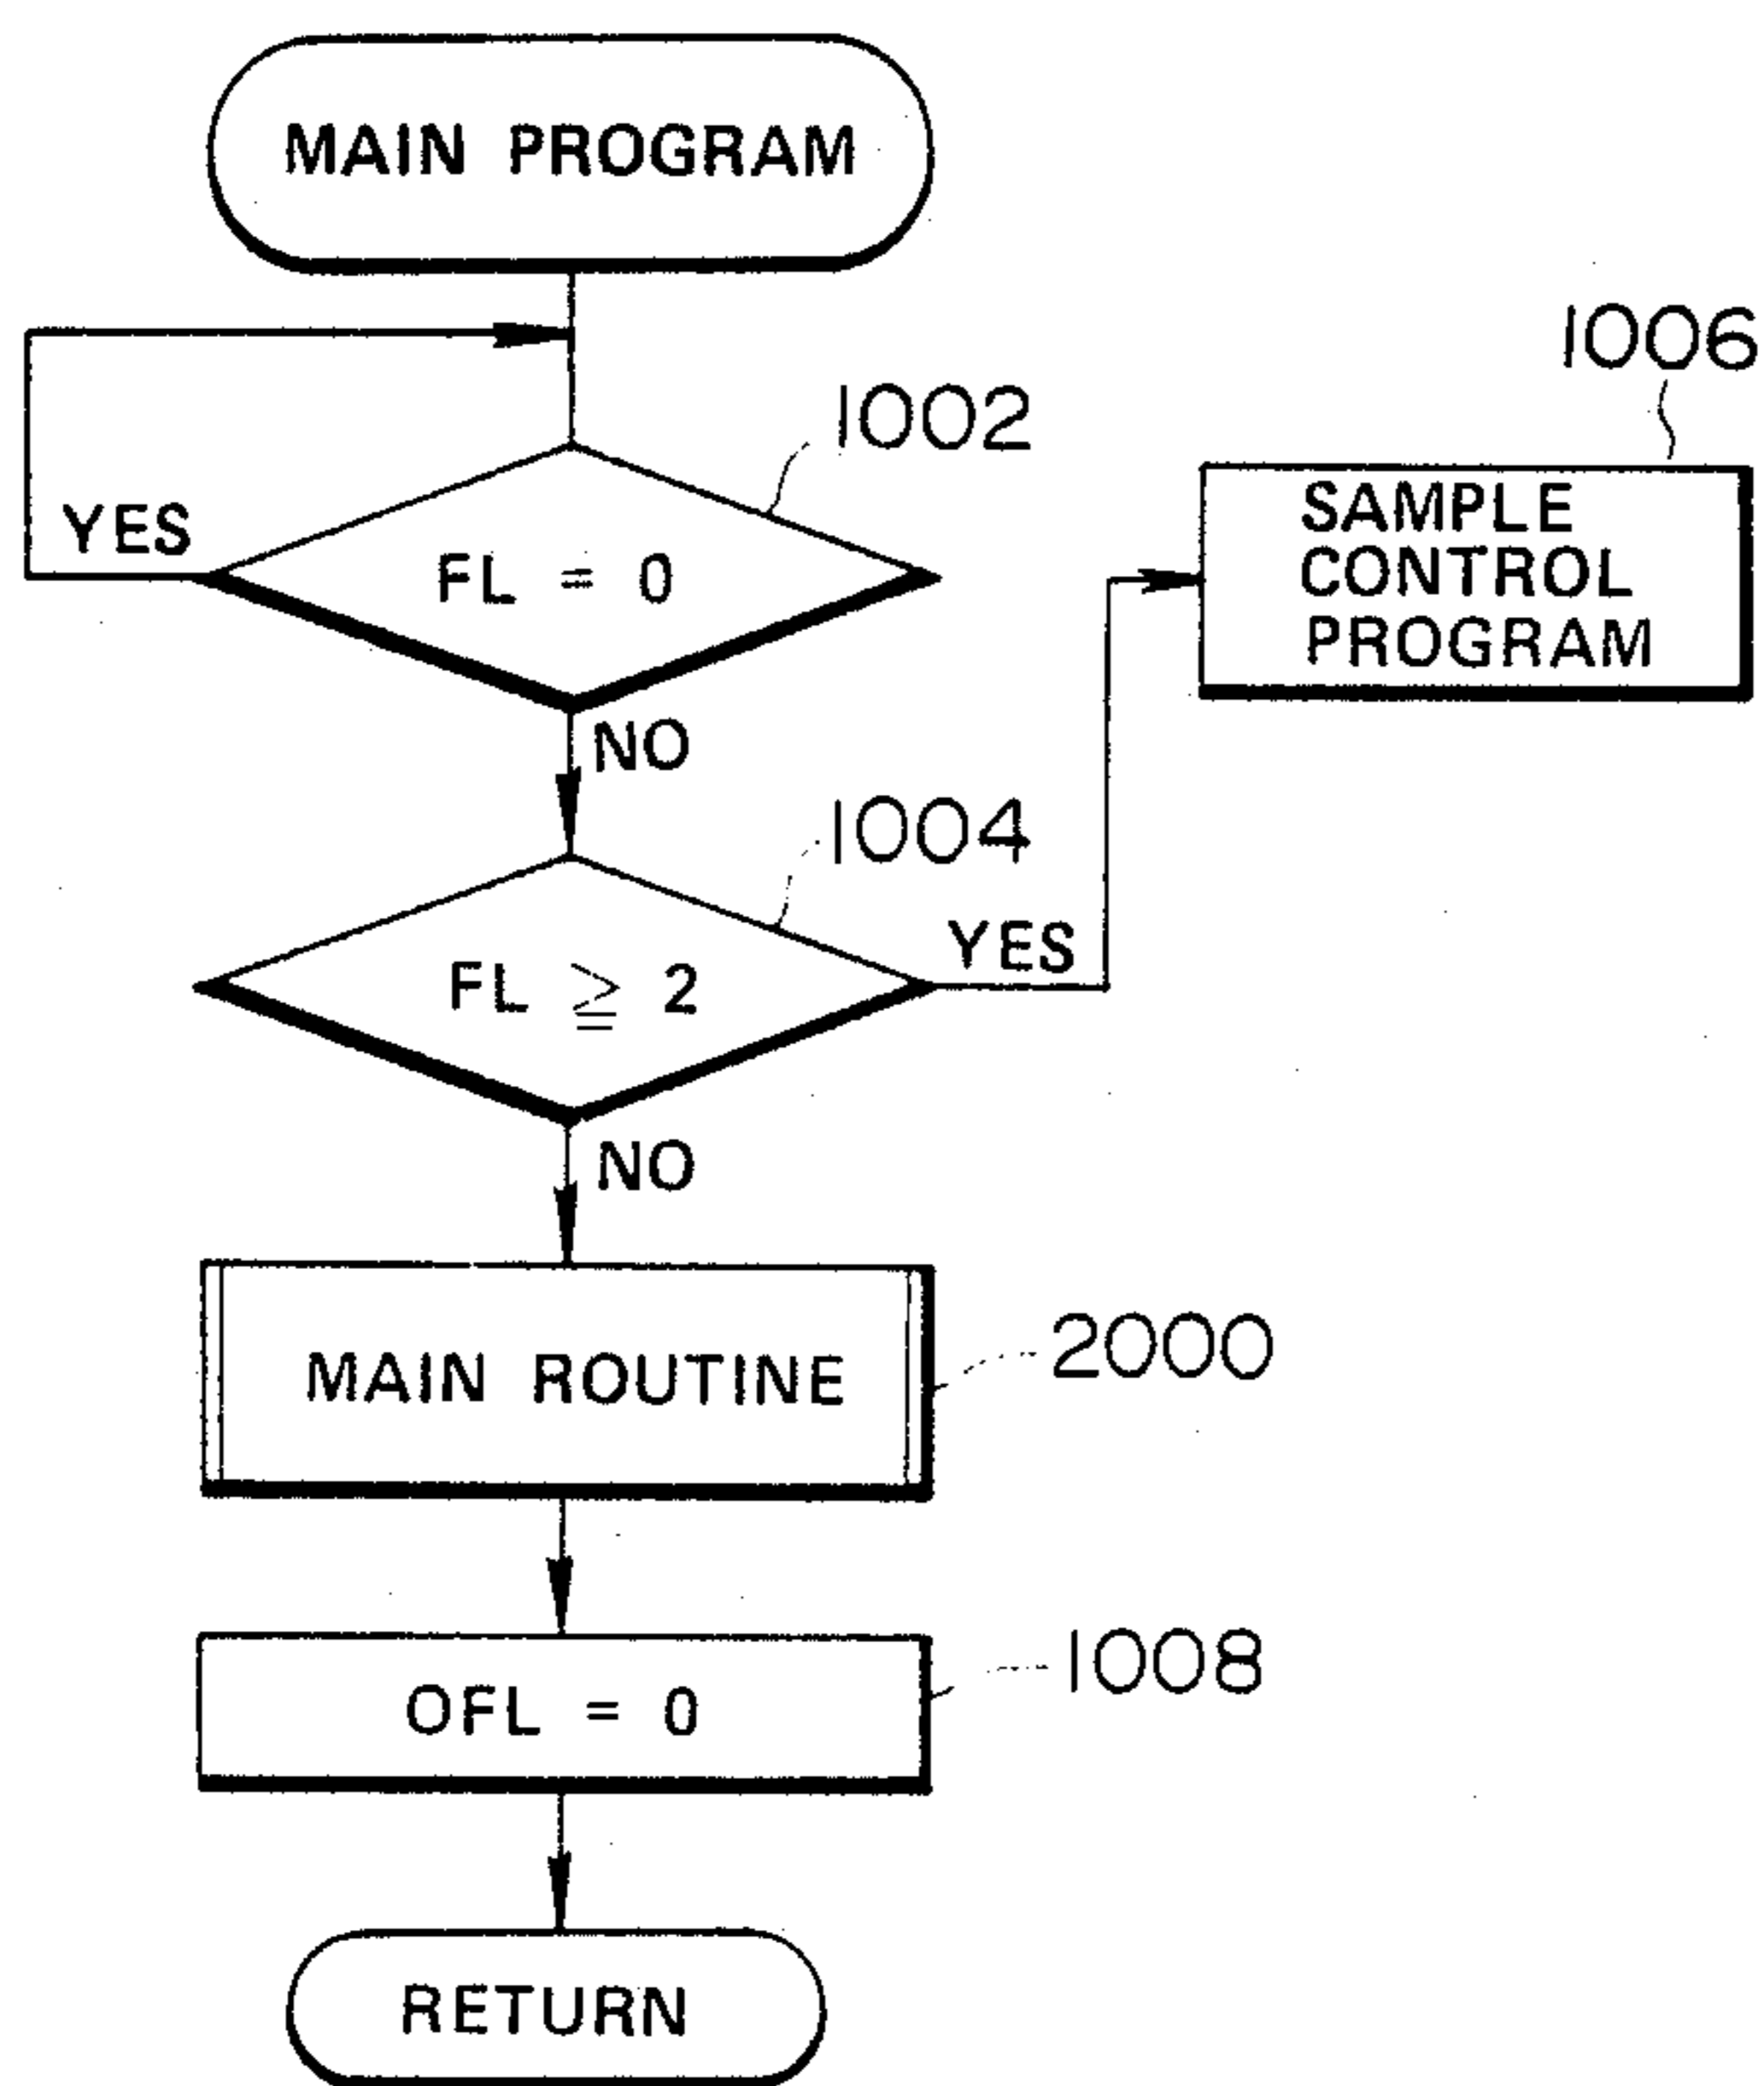 MAIN PROGRAM
1006
1002
SAMPLE
CONTROL
PROGRAM
YES
FL = 0
NO
1004
YES
FL ≧ 2
NO
2000
MAIN ROUTINE
1008
OFL = 0
RETURN